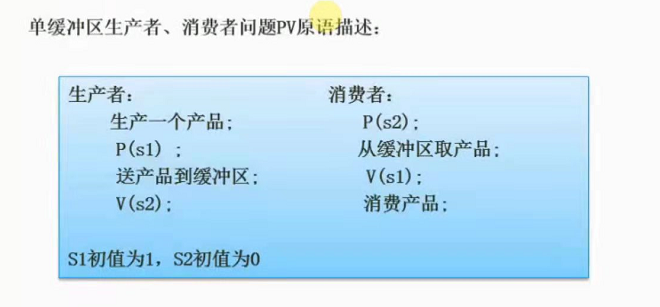 单缓冲区生产者、消费者问题PV原语描述：
生产者： 消费者：
生产一个产品; P(s2);
P(s1) ; 从缓冲区取产品;
送产品到缓冲区; V(s1);
V(s2); 消费产品;
S1初值为1, S2初值为0